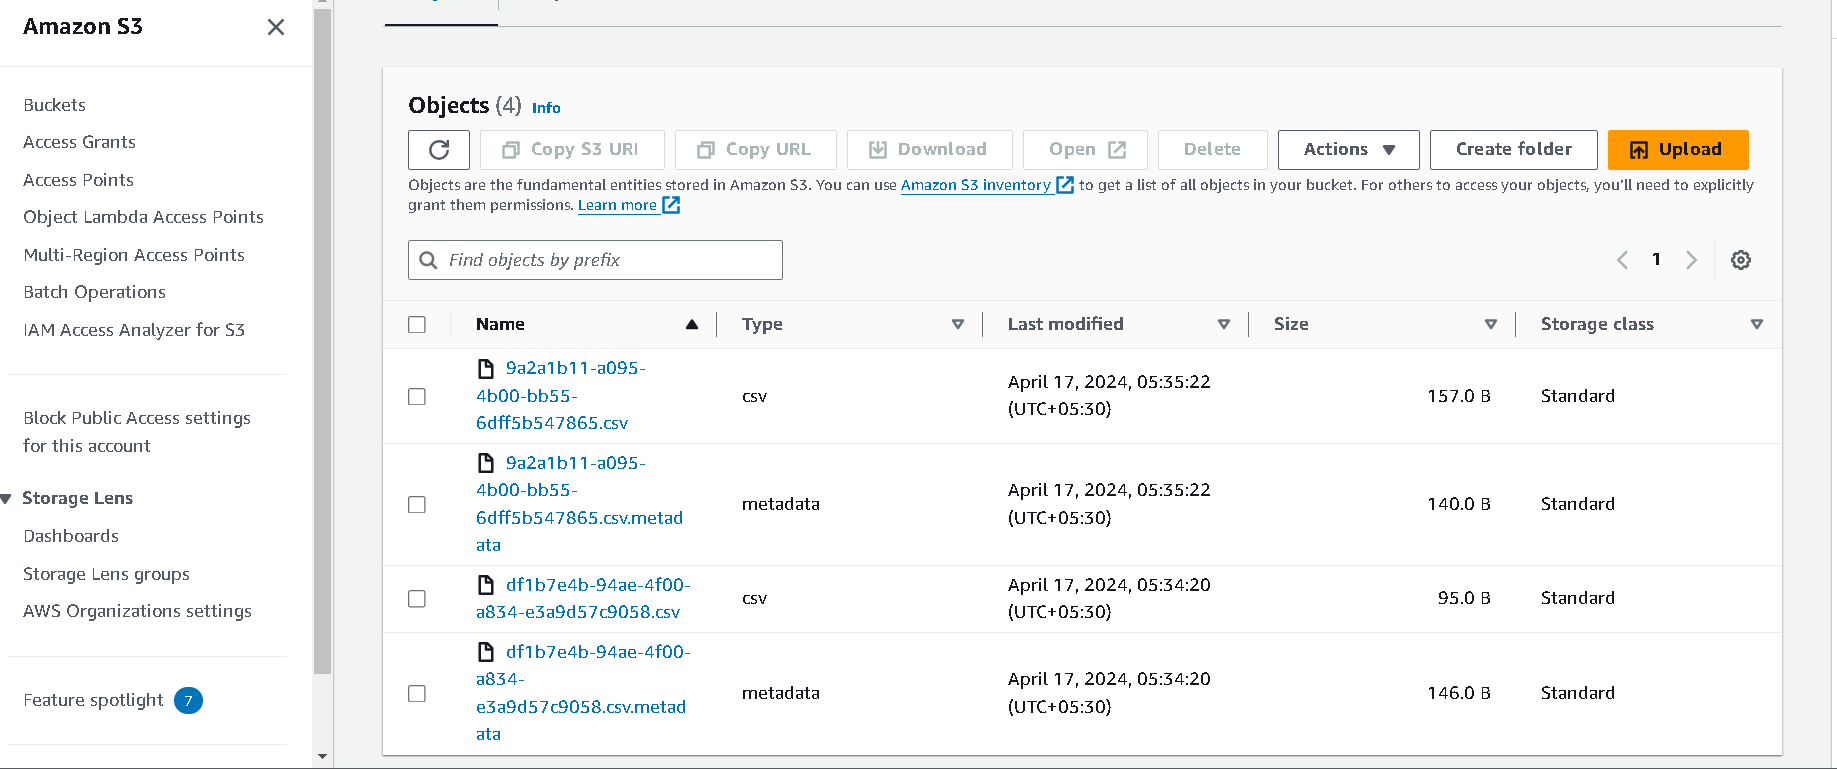 Amazon S3
Buckets
Access Grants
Access Points
Object Lambda Access Points
Multi-Region Access Points
Batch Operations
IAM Access Analyzer for S3
Block Public Access settings
for this account
Storage Lens
Dashboards
Storage Lens groups
AWS Organizations settings
Feature spotlight 7
Objects (4) Info
Copy S3 URI Copy URL Download Open Delete Actions Create folder Upload
Objects are the fundamental entities stored in Amazon S3. You can use Amazon S3 inventory to get a list of all objects in your bucket. For others to access your objects, you'll need to explicitly
grant them permissions. Learn more
Find objects by prefix
1
Name Type Last modified Size Storage class
9a2a1b11-a095-
4b00-bb55-
6dff5b547865.csv
csv
April 17, 2024, 05:35:22
(UTC+05:30)
157.0 B
Standard
9a2a1b11-a095-
4b00-bb55-
6dff5b547865.csv.metad
ata
metadata
April 17, 2024, 05:35:22
(UTC+05:30)
140.0 B
Standard
df1b7e4b-94ae-4f00-
a834-e3a9d57c9058.csv
csv
April 17, 2024, 05:34:20
(UTC+05:30)
95.0 B
Standard
df1b7e4b-94ae-4f00-
a834-
e3a9d57c9058.csv.metad
ata
metadata
April 17, 2024, 05:34:20
(UTC+05:30)
146.0 B
Standard